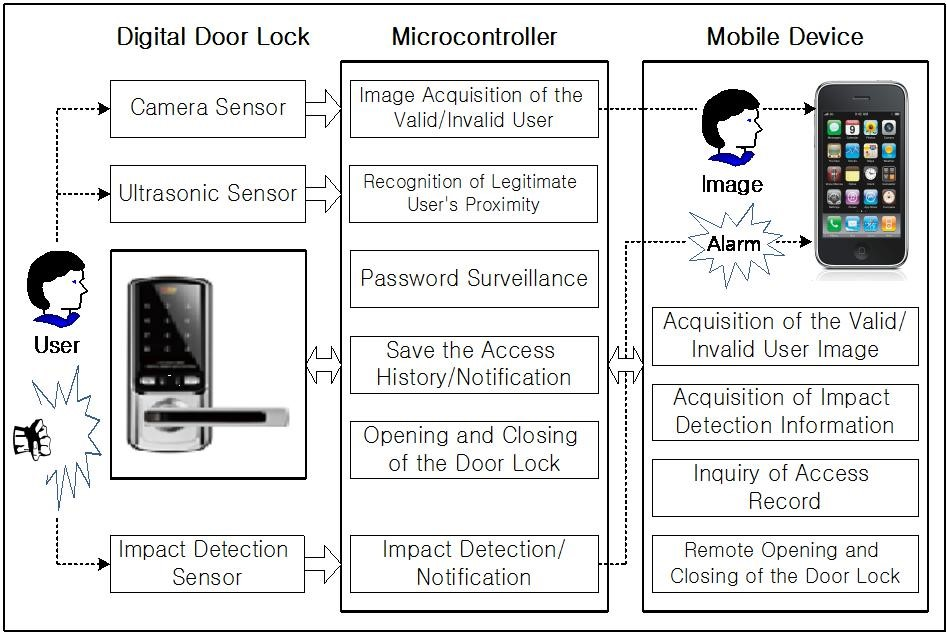 Digital Door Lock
Microcontroller
Mobile Device
Camera Sensor
Image Acquisition of the
Valid/Invalid User
Image
Ultrasonic Sensor
Recognition of Legitimate
User's Proximity
Alarm
User
Password Surveillance
Save the Access
History/Notification
Opening and Closing
of the Door Lock
Impact Detection
Sensor
Impact Detection/
Notification
Acquisition of the Valid/
Invalid User Image
Acquisition of Impact
Detection Information
Inquiry of Access
Record
Remote Opening and
Closing of the Door Lock